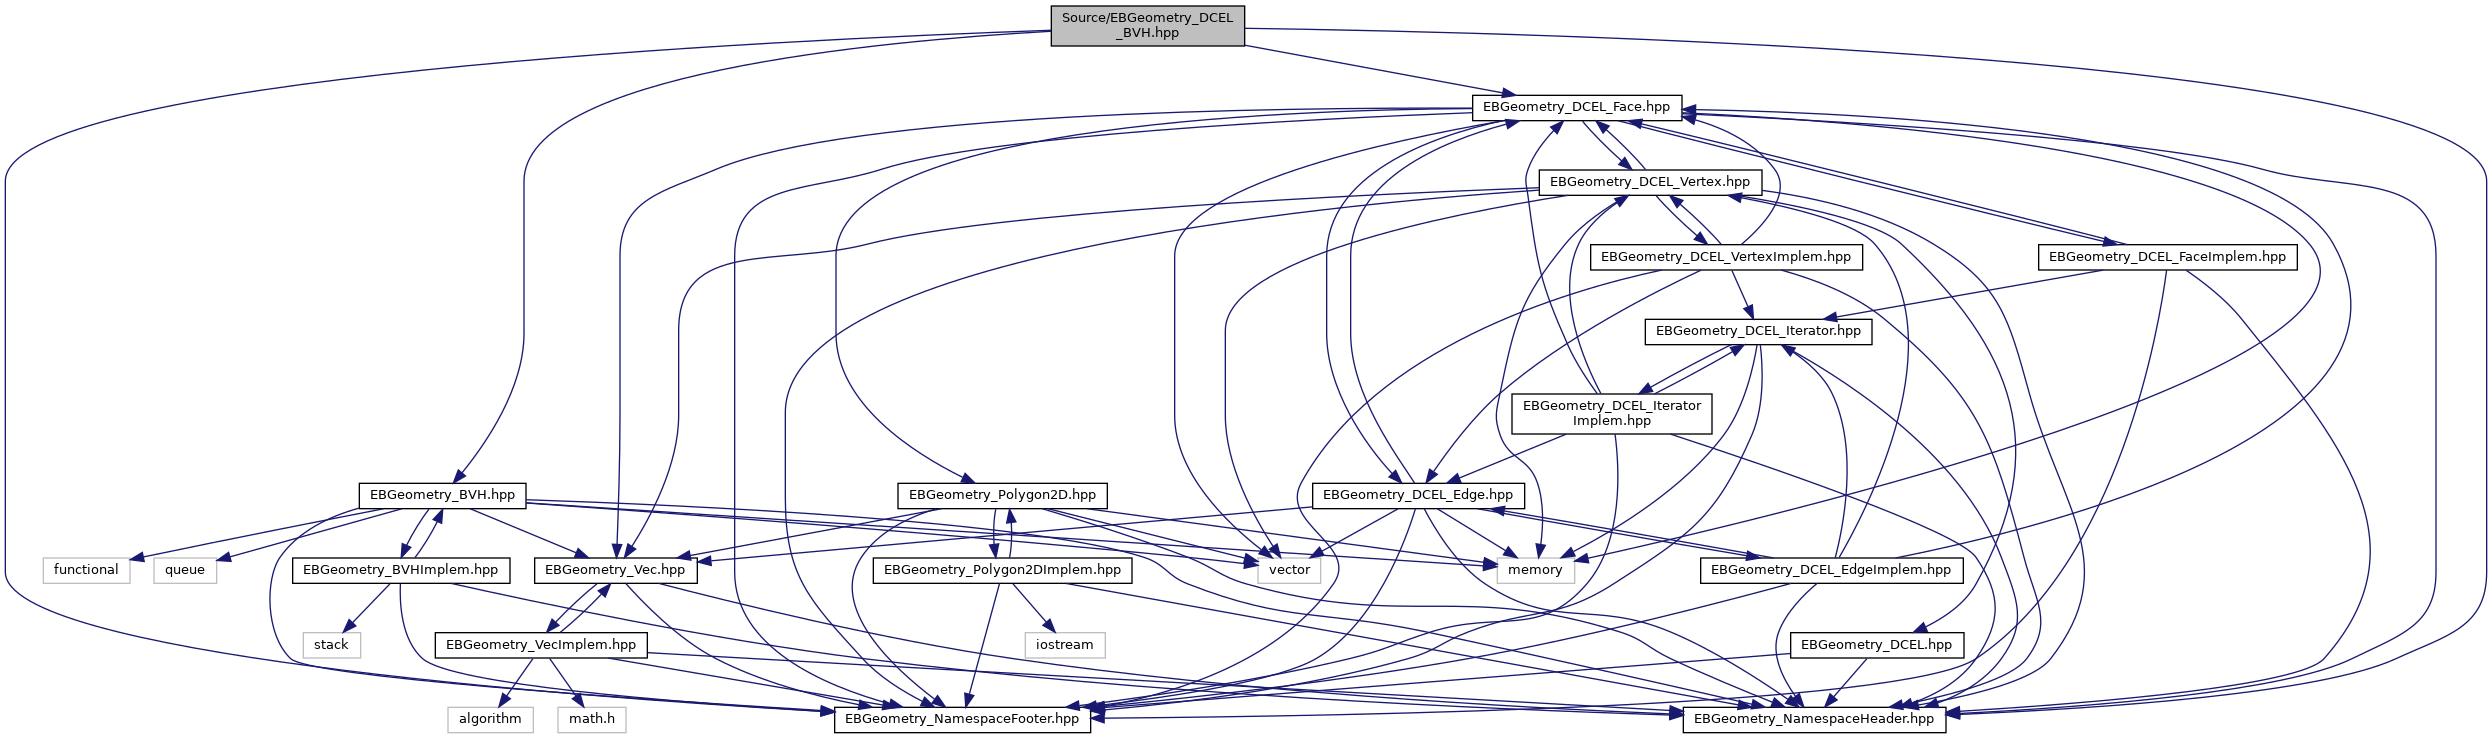 Source/EBGeometry_DCEL
_BVH.hpp
EBGeometry_DCEL_Face.hpp
EBGeometry_DCEL_Vertex.hpp
EBGeometry_DCEL_VertexImplem.hpp
EBGeometry_DCEL_FaceImplem.hpp
EBGeometry_DCEL_Iterator.hpp
EBGeometry_DCEL_Iterator
Implem.hpp
EBGeometry_BVH.hpp
EBGeometry_Polygon2D.hpp
EBGeometry_DCEL_Edge.hpp
functional
queue
EBGeometry_BVHImplem.hpp
EBGeometry_Vec.hpp
EBGeometry_Polygon2DImplem.hpp
vector
memory
EBGeometry_DCEL_EdgeImplem.hpp
stack
EBGeometry_VecImplem.hpp
iostream
EBGeometry_DCEL.hpp
algorithm
math.h
EBGeometry_NamespaceFooter.hpp
EBGeometry_NamespaceHeader.hpp